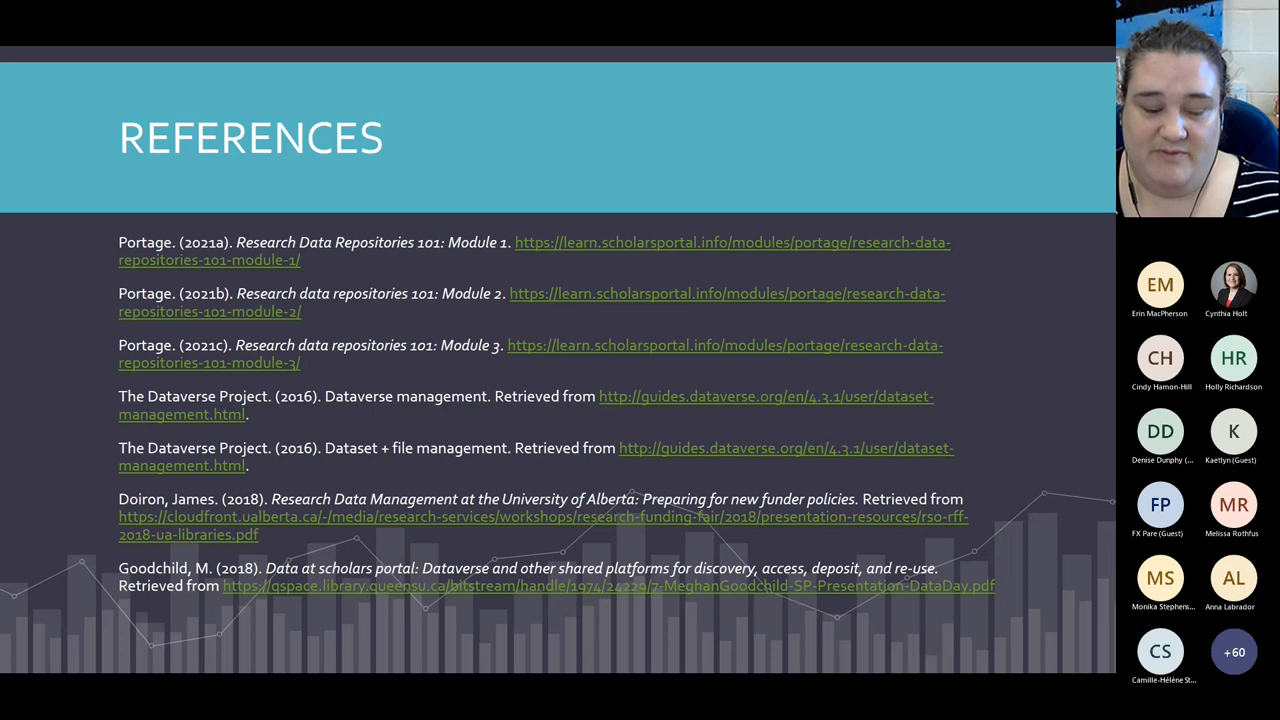 REFERENCES
Portage. (2021a). Research Data Repositories 101: Module 1. https://learn.scholarsportal.info/modules/portage/research-data-
repositories-101-module-1/
Portage. (2021b). Research data repositories 101: Module 2. https://learn.scholarsportal.info/modules/portage/research-data-
repositories-101-module-2/
Portage. (2021c). Research data repositories 101: Module 3. https://learn.scholarsportal.info/modules/portage/research-data-
repositories-101-module-3/
The Dataverse Project. (2016). Dataverse management. Retrieved from http://guides.dataverse.org/en/4.3.1/user/dataset-
management.html.
The Dataverse Project. (2016). Dataset + file management. Retrieved from http://guides.dataverse.org/en/4.3.1/user/dataset-
management.html.
Doiron, James. (2018). Research Data Management at the University of Alberta: Preparing for new funder policies. Retrieved from
https://cloudfront.ualberta.ca/-/media/research-services/workshops/research-funding-fair/2018/presentation-resources/rso-rff-
2018-ua-libraries.pdf
Goodchild, M. (2018). Data at scholars portal: Dataverse and other shared platforms for discovery, access, deposit, and re-use.
Retrieved from https://qspace.library.queensu.ca/bitstream/handle/1974/24229/7-MeghanGoodchild-SP-Presentation-DataDay.pdf
EM
Erin MacPherson
Cynthia Holt
CH
Cindy Hamon-Hill
HR
Holly Richardson
DD
Denise Dunphy (...
K
Kaetlyn (Guest)
FP
FX Pare (Guest)
MR
Melissa Rothfus
MS
Monika Stephens...
AL
Anna Labrador
CS
Camille-Hélène St...
+60